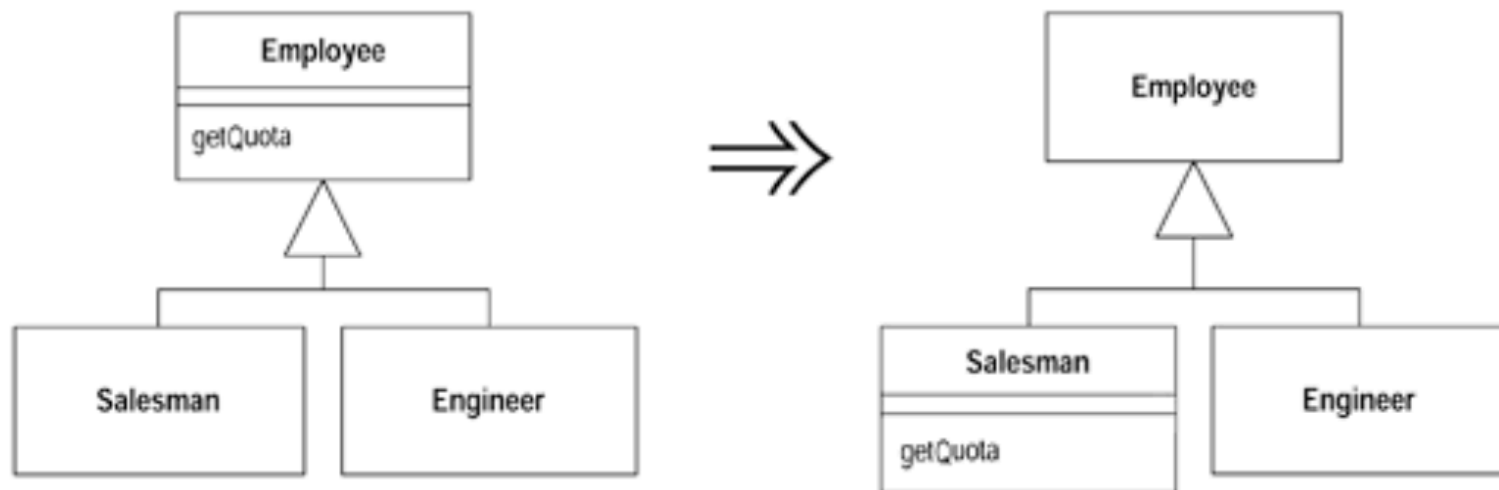 Employee
getQuota
Salesman
Engineer
Employee
Salesman
getQuota
Engineer